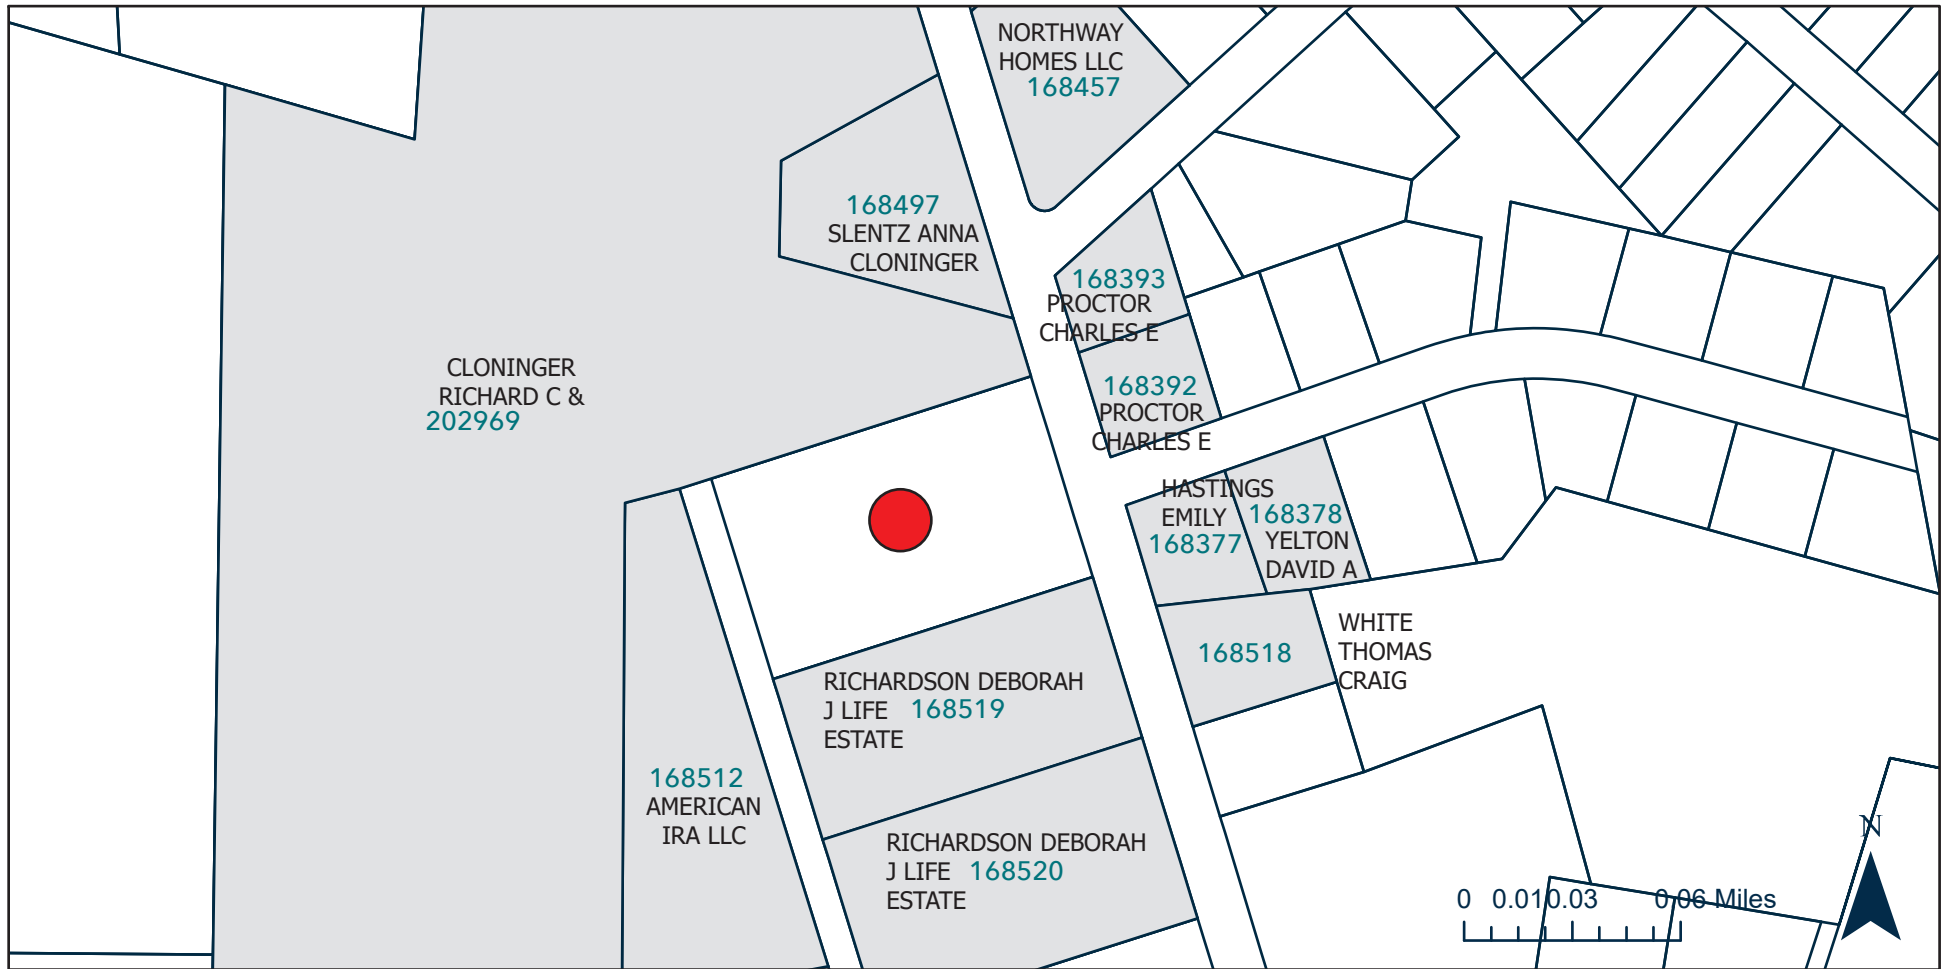 NORTHWAY
HOMES LLC
168457
168497
SLENTZ ANNA
CLONINGER
168393
PROCTOR
CHARLES E
CLONINGER
RICHARD C &
202969
168392
PROCTOR
CHARLES E
HASTINGS
EMILY
168377
168378
YELTON
DAVID A
WHITE
THOMAS
CRAIG
168518
RICHARDSON DEBORAH
J LIFE 168519
ESTATE
168512
AMERICAN
IRA LLC
RICHARDSON DEBORAH
J LIFE 168520
ESTATE
N
0 0.01 0.03 0.06 Miles